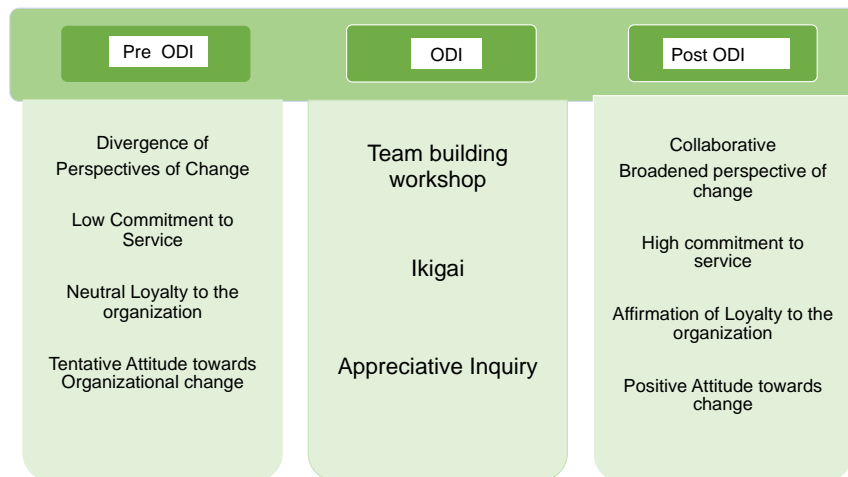 Pre ODI
ODI
Post ODI
Divergence of
Perspectives of Change
Low Commitment to
Service
Neutral Loyalty to the
organization
Tentative Attitude towards
Organizational change
Team building
workshop
Ikigai
Appreciative Inquiry
Collaborative
Broadened perspective of
change
High commitment to
service
Affirmation of Loyalty to the
organization
Positive Attitude towards
change